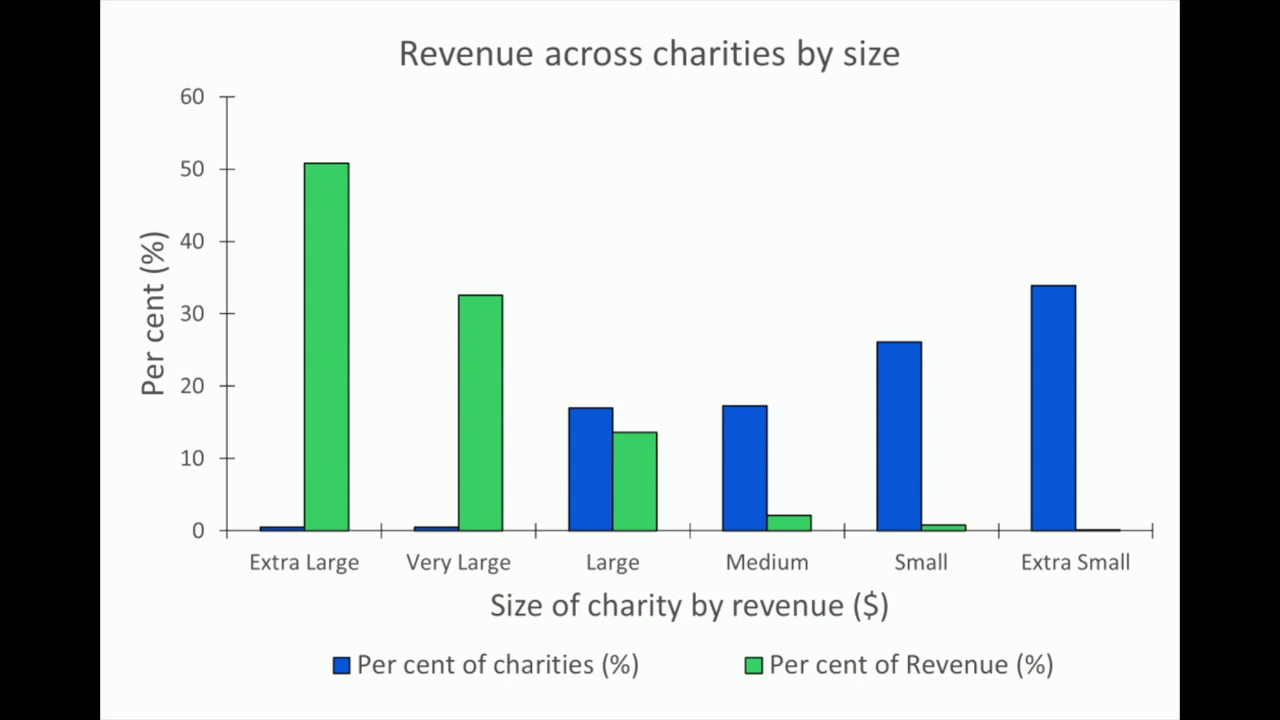 Revenue across charities by size
60
50
40
30
20
10
0
Per cent (%)
Extra Large Very Large Large Medium Small Extra Small
Size of charity by revenue ($)
Per cent of charities (%) Per cent of Revenue (%)